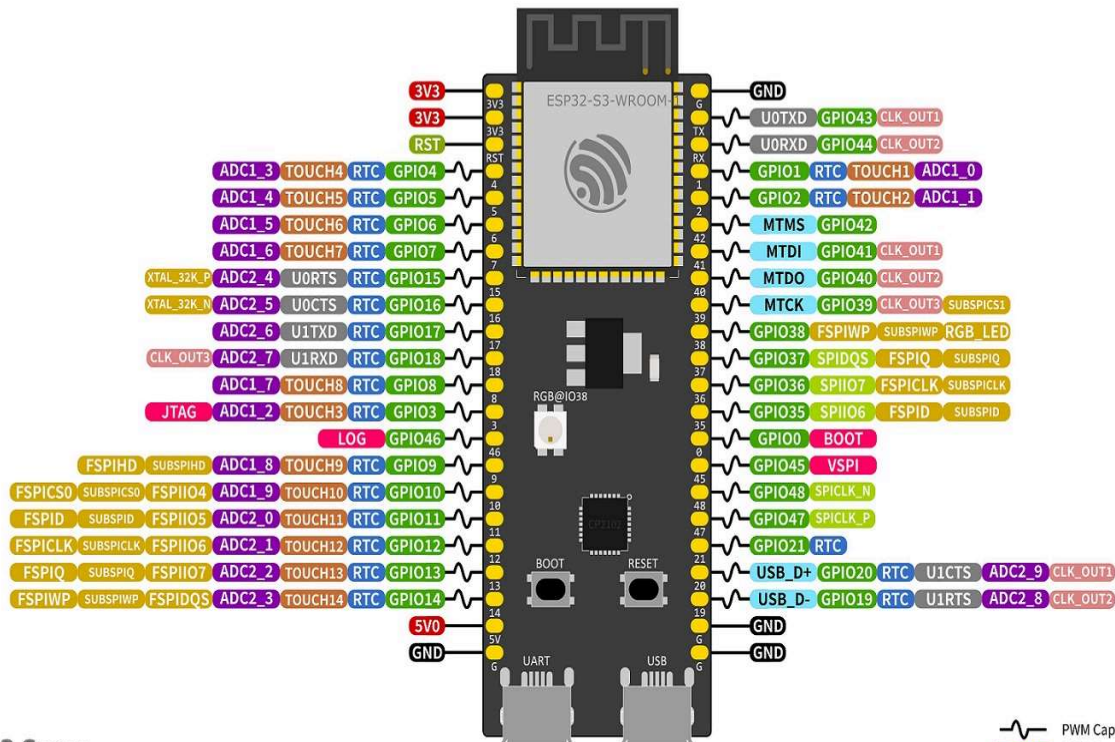 3V3 3V3 ESP32-S3-WROOM-1 G GND
3V3 3V3 TX U0TXD GPIO43 CLK_OUT1
RST RST RX U0RXD GPIO44 CLK_OUT2
ADC1_3 TOUCH4 RTC GPIO4 4 1 GPIO1 RTC TOUCH1 ADC1_0
ADC1_4 TOUCH5 RTC GPIO5 5 2 GPIO2 RTC TOUCH2 ADC1_1
ADC1_5 TOUCH6 RTC GPIO6 6 42 MTMS GPIO42
ADC1_6 TOUCH7 RTC GPIO7 7 41 MTDI GPIO41 CLK_OUT1
XTAL_32K_P ADC2_4 U0RTS RTC GPIO15 15 40 MTDO GPIO40 CLK_OUT2
XTAL_32K_N ADC2_5 U0CTS RTC GPIO16 16 39 MTCK GPIO39 CLK_OUT3 SUBSPICS1
ADC2_6 U1TXD RTC GPIO17 17 38 GPIO38 FSPIWP SUBSPIWP RGB_LED
CLK_OUT3 ADC2_7 U1RXD RTC GPIO18 18 37 GPIO37 SPIDQS FSPIQ SUBSPIQ
ADC1_7 TOUCH8 RTC GPIO8 8 36 GPIO36 SPIIO7 FSPICLK SUBSPICLK
JTAG ADC1_2 TOUCH3 RTC GPIO3 3 RGB@IO38 35 GPIO35 SPIIO6 FSPID SUBSPID
LOG GPIO46 46 0 GPIO0 BOOT
FSPIHD SUBSPIHD ADC1_8 TOUCH9 RTC GPIO9 9 45 GPIO45 VSPI
FSPICS0 SUBSPICS0 FSPIIO4 ADC1_9 TOUCH10 RTC GPIO10 10 48 GPIO48 SPICLK_N
FSPID SUBSPID FSPIIO5 ADC2_0 TOUCH11 RTC GPIO11 11 CP2102 47 GPIO47 SPICLK_P
FSPICLK SUBSPICLK FSPIIO6 ADC2_1 TOUCH12 RTC GPIO12 12 21 GPIO21 RTC
FSPIQ SUBSPIQ FSPIIO7 ADC2_2 TOUCH13 RTC GPIO13 13 BOOT RESET 20 USB_D+ GPIO20 RTC U1CTS ADC2_9 CLK_OUT1
FSPIWP SUBSPIWP FSPIDQS ADC2_3 TOUCH14 RTC GPIO14 14 19 USB_D- GPIO19 RTC U1RTS ADC2_8 CLK_OUT2
5V0 5V G GND
GND G UART USB G GND
PWM Cap